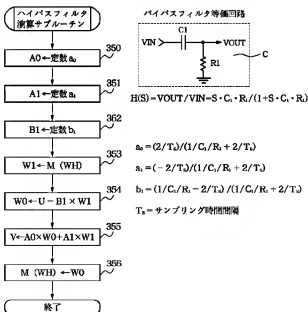 ハイパスフィルタ
演算サブルーチン
350
A0←定数a₀
351
A1←定数a₁
352
B1←定数b₁
353
W1←M (WH)
354
W0←U－B1×W1
355
V←A0×W0+A1×W1
356
M (WH) ←W0
終了
ハイパスフィルタ等価回路
VIN
C1
VOUT
R1
C
H(S)=VOUT/VIN=S・C₁・R₁/(1+S・C₁・R₁)
a₀=(2/Tₛ)/(1/C₁/R₁+2/Tₛ)
a₁=(－2/Tₛ)/(1/C₁/R₁+2/Tₛ)
b₁=(1/C₁/R₁－2/Tₛ)/(1/C₁/R₁+2/Tₛ)
Tₛ=サンプリング時間間隔